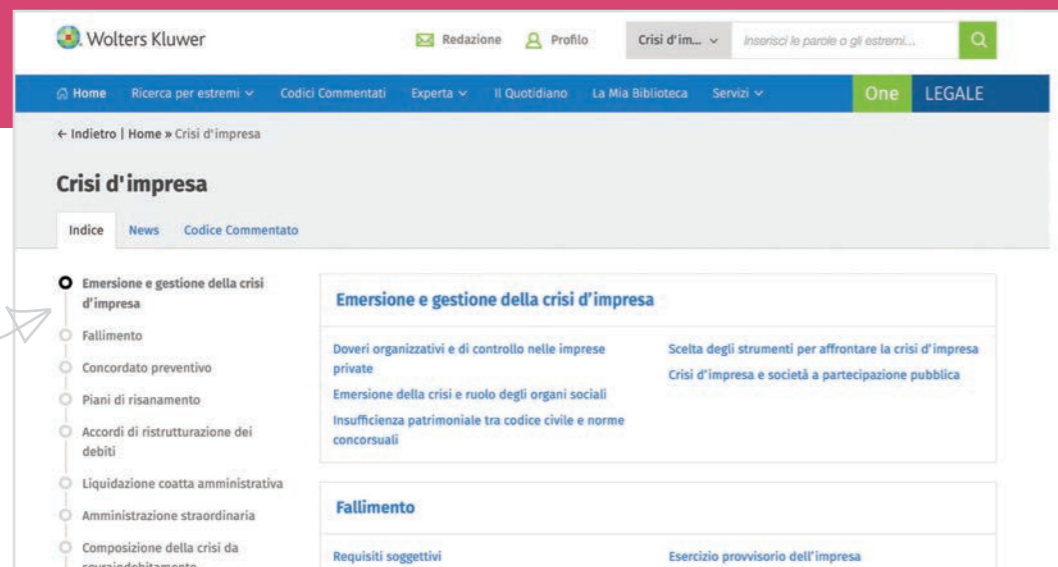 Wolters Kluwer
Redazione
Profilo
Crisi d'im...
Inserisci le parole o gli estremi...
Home
Ricerca per estremi
Codici Commentati
Experta
Il Quotidiano
La Mia Biblioteca
Servizi
One
LEGALE
← Indietro | Home » Crisi d'impresa
Crisi d'impresa
Indice
News
Codice Commentato
Emersione e gestione della crisi
d'impresa
Fallimento
Concordato preventivo
Piani di risanamento
Accordi di ristrutturazione dei
debiti
Liquidazione coatta amministrativa
Amministrazione straordinaria
Composizione della crisi da
sovraindebitamento
Emersione e gestione della crisi d'impresa
Doveri organizzativi e di controllo nelle imprese
private
Emersione della crisi e ruolo degli organi sociali
Insufficienza patrimoniale tra codice civile e norme
concorsuali
Scelta degli strumenti per affrontare la crisi d'impresa
Crisi d'impresa e società a partecipazione pubblica
Fallimento
Requisiti soggettivi
Esercizio provvisorio dell'impresa